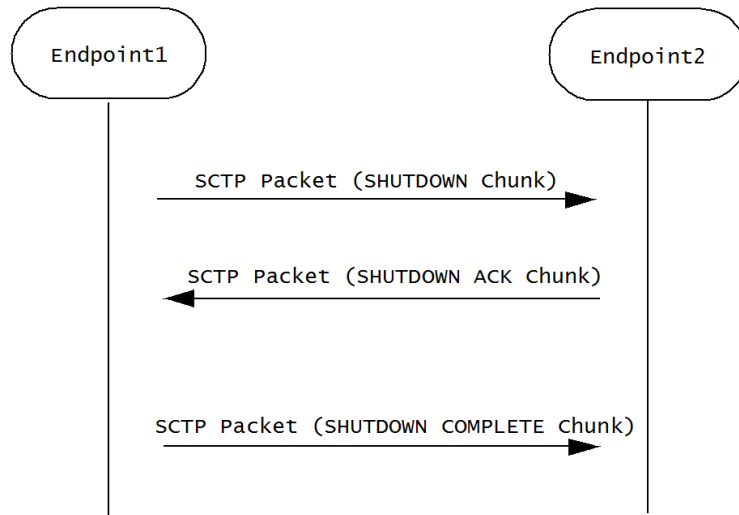 Endpoint1
Endpoint2
SCTP Packet (SHUTDOWN Chunk)
SCTP Packet (SHUTDOWN ACK Chunk)
SCTP Packet (SHUTDOWN COMPLETE Chunk)